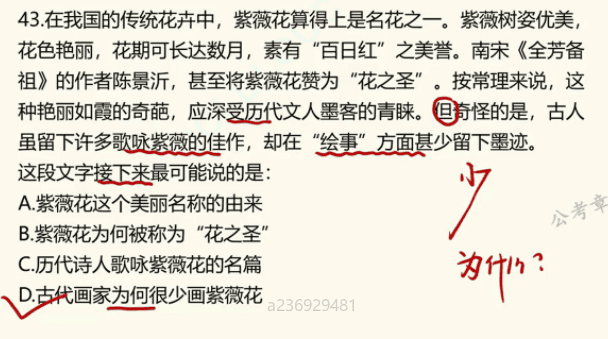 43.在我国的传统花卉中，紫薇花算得上是名花之一。紫薇树姿优美，
花色艳丽，花期可长达数月，素有“百日红”之美誉。南宋《全芳备
祖》的作者陈景沂，甚至将紫薇花赞为“花之圣”。按常理来说，这
种艳丽如霞的奇葩，应深受历代文人墨客的青睐。但奇怪的是，古人
虽留下许多歌咏紫薇的佳作，却在“绘事”方面甚少留下墨迹。
这段文字接下来最可能说的是：
少
A.紫薇花这个美丽名称的由来
公考章
B.紫薇花为何被称为“花之圣”
为什么？
C.历代诗人歌咏紫薇花的名篇
D.古代画家为何很少画紫薇花
a236929481